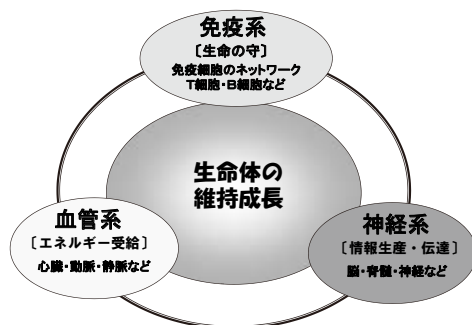 免疫系
〔生命の守〕
免疫細胞のネットワーク
T細胞・B細胞など
生命体の
維持成長
血管系
〔エネルギー受給〕
心臓・動脈・静脈など
神経系
〔情報生産・伝達〕
脳・脊髄・神経など